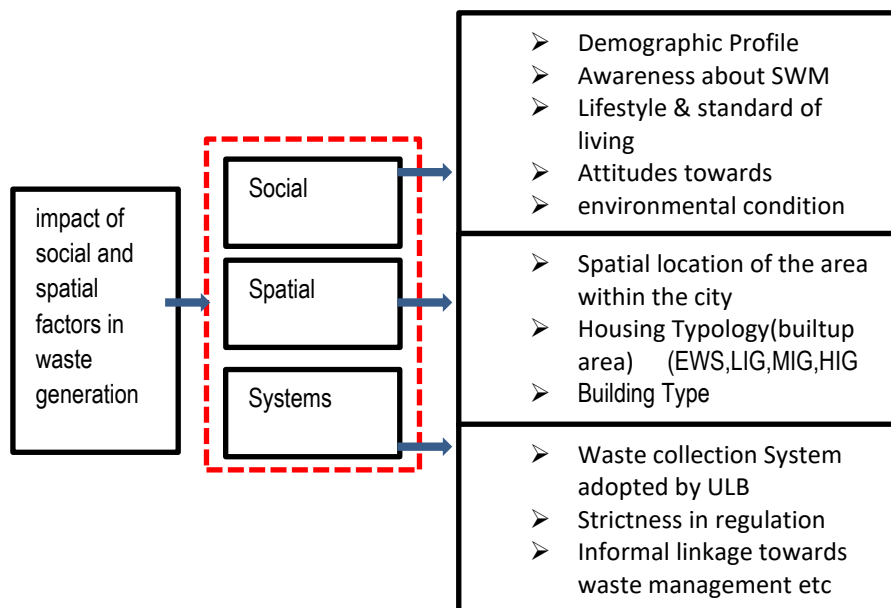 impact of
social and
spatial
factors in
waste
generation
Social
Spatial
Systems
➢ Demographic Profile
➢ Awareness about SWM
➢ Lifestyle & standard of
living
➢ Attitudes towards
➢ environmental condition
➢ Spatial location of the area
within the city
➢ Housing Typology(builtup
area) (EWS,LIG,MIG,HIG
➢ Building Type
➢ Waste collection System
adopted by ULB
➢ Strictness in regulation
➢ Informal linkage towards
waste management etc